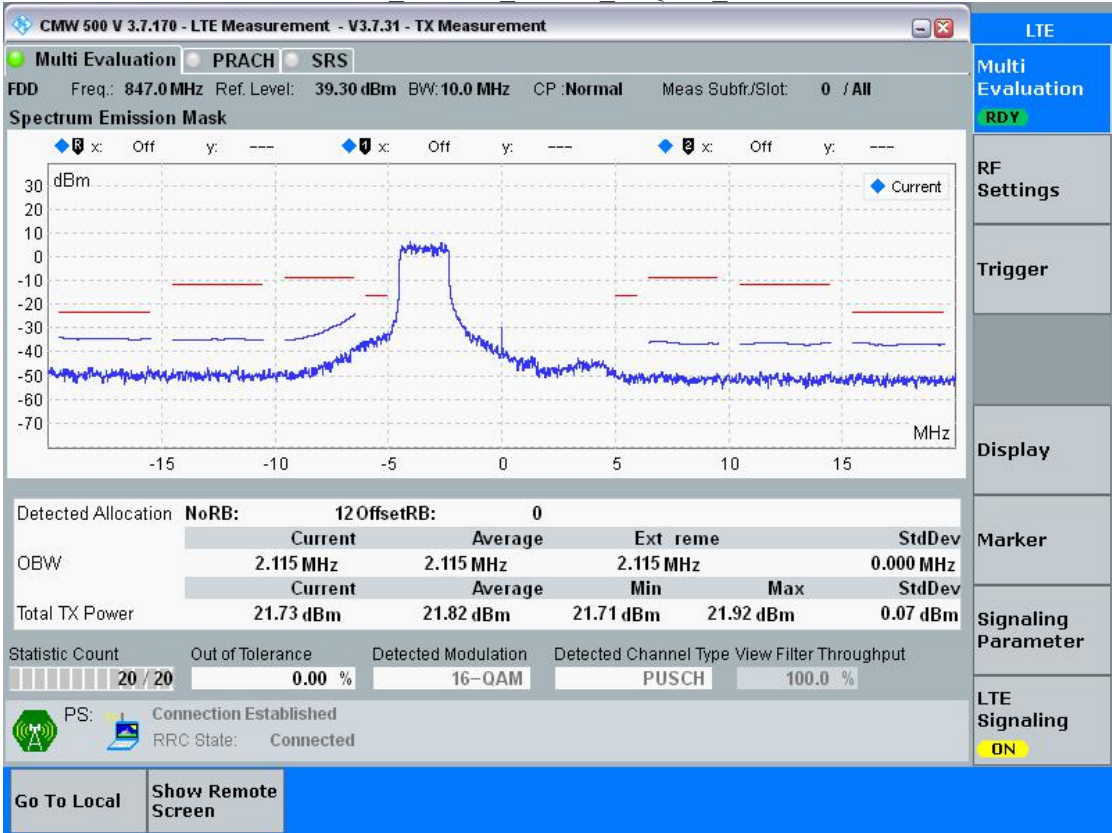 CMW 500 V 3.7.170 - LTE Measurement - V3.7.31 - TX Measurement
LTE
Multi Evaluation PRACH SRS
FDD Freq.: 847.0 MHz Ref. Level: 39.30 dBm BW: 10.0 MHz CP :Normal Meas Subfr./Slot: 0 / All
Spectrum Emission Mask
R x: Off y: --- 1 x: Off y: --- 2 x: Off y: ---
dBm
Current
30
20
10
0
-10
-20
-30
-40
-50
-60
-70
MHz
-15 -10 -5 0 5 10 15
Detected Allocation NoRB: 12 OffsetRB: 0
Current Average Ext reme StdDev
OBW 2.115 MHz 2.115 MHz 2.115 MHz 0.000 MHz
Current Average Min Max StdDev
Total TX Power 21.73 dBm 21.82 dBm 21.71 dBm 21.92 dBm 0.07 dBm
Statistic Count Out of Tolerance Detected Modulation Detected Channel Type View Filter Throughput
20 / 20 0.00 % 16-QAM PUSCH 100.0 %
PS: Connection Established
RRC State: Connected
Multi
Evaluation
RDY
RF
Settings
Trigger
Display
Marker
Signaling
Parameter
LTE
Signaling
ON
Go To Local
Show Remote
Screen